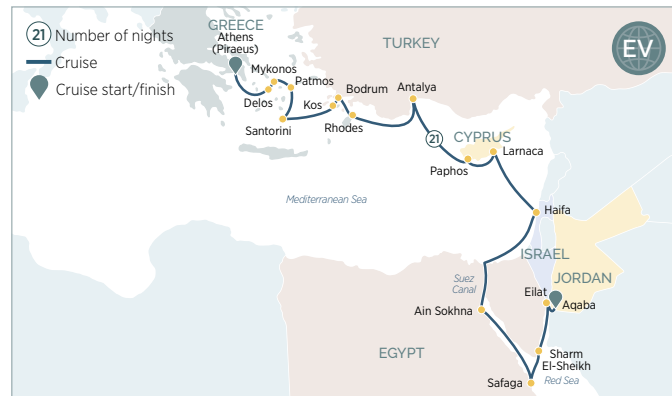 21 Number of nights
Cruise
Cruise start/finish
EV
GREECE
Athens
(Piraeus)
TURKEY
Mykonos
Patmos
Delos
Kos
Bodrum
Antalya
Santorini
Rhodes
21
CYPRUS
Larnaca
Paphos
Mediterranean Sea
Haifa
ISRAEL
Suez
Canal
JORDAN
Eilat
Aqaba
Ain Sokhna
EGYPT
Sharm
El-Sheikh
Safaga
Red Sea